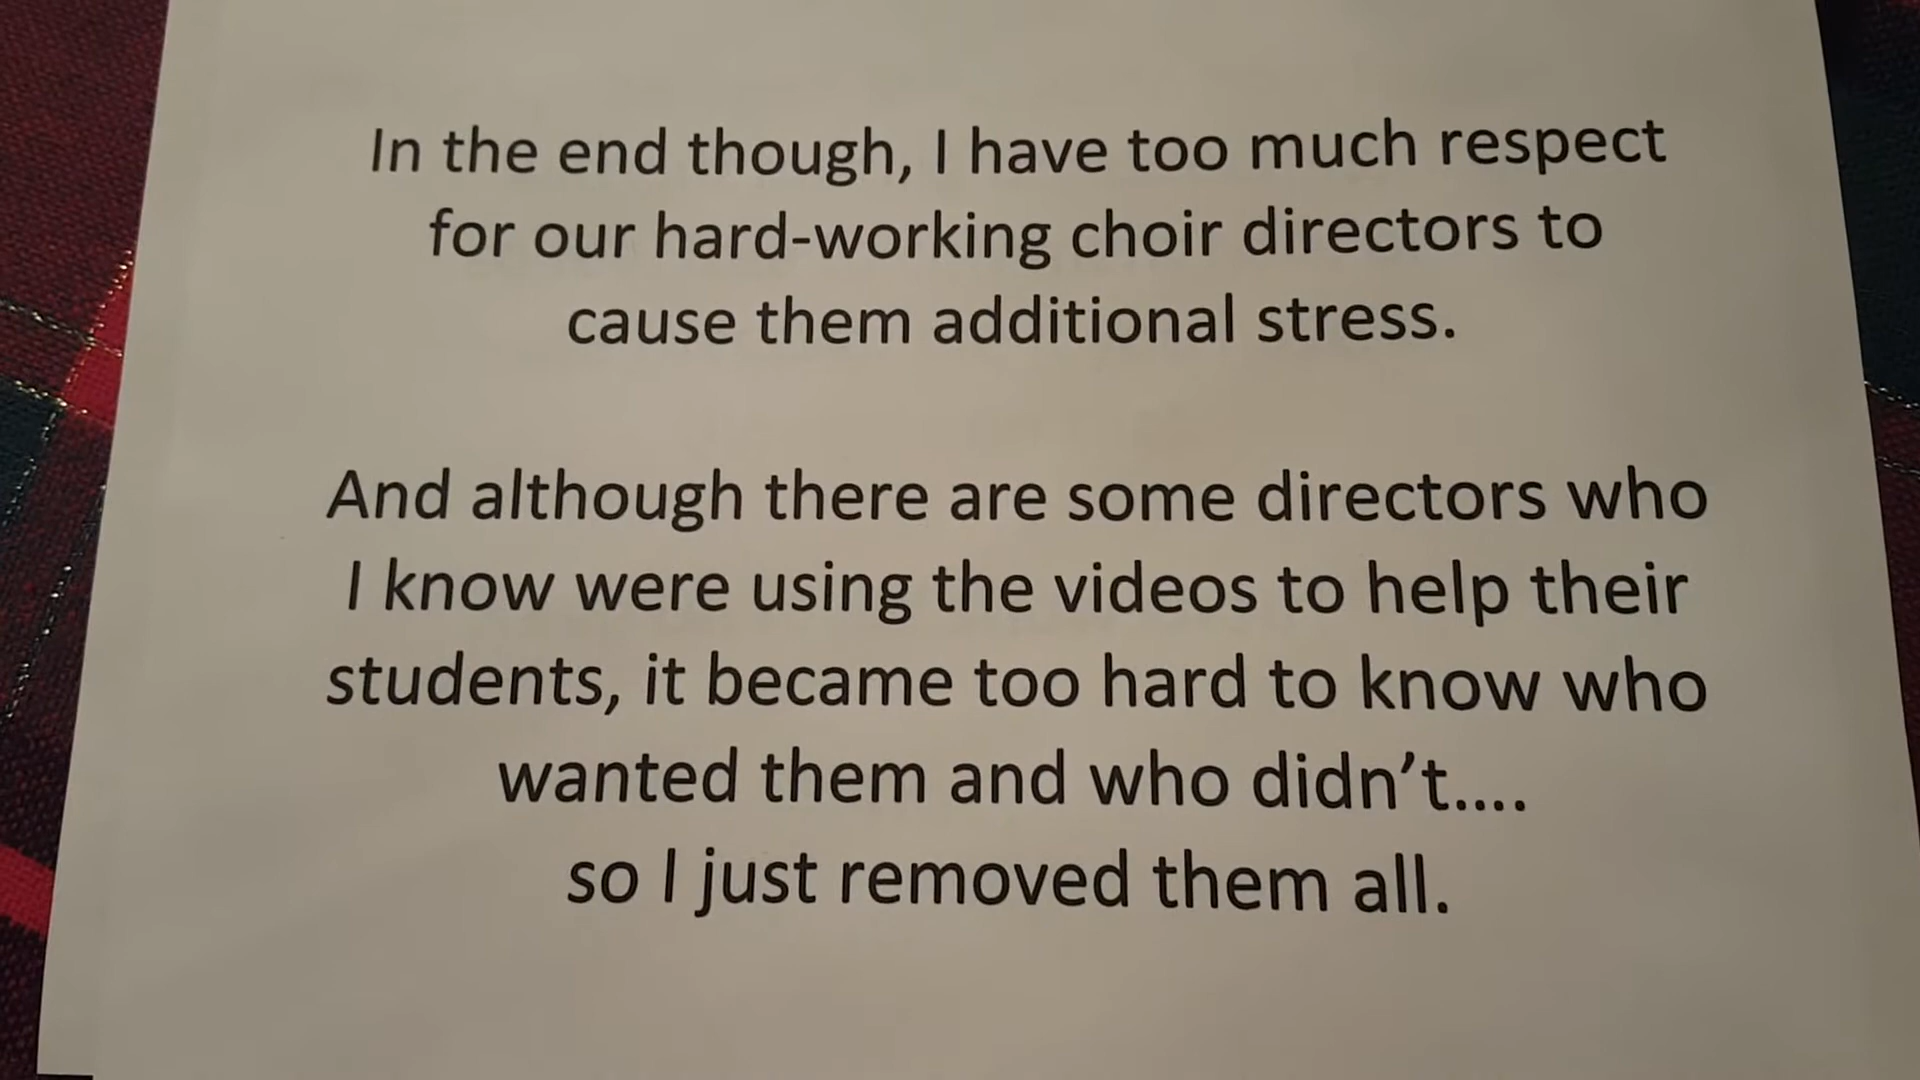 In the end though, I have too much respect
for our hard-working choir directors to
cause them additional stress.
And although there are some directors who
I know were using the videos to help their
students, it became too hard to know who
wanted them and who didn’t....
so I just removed them all.